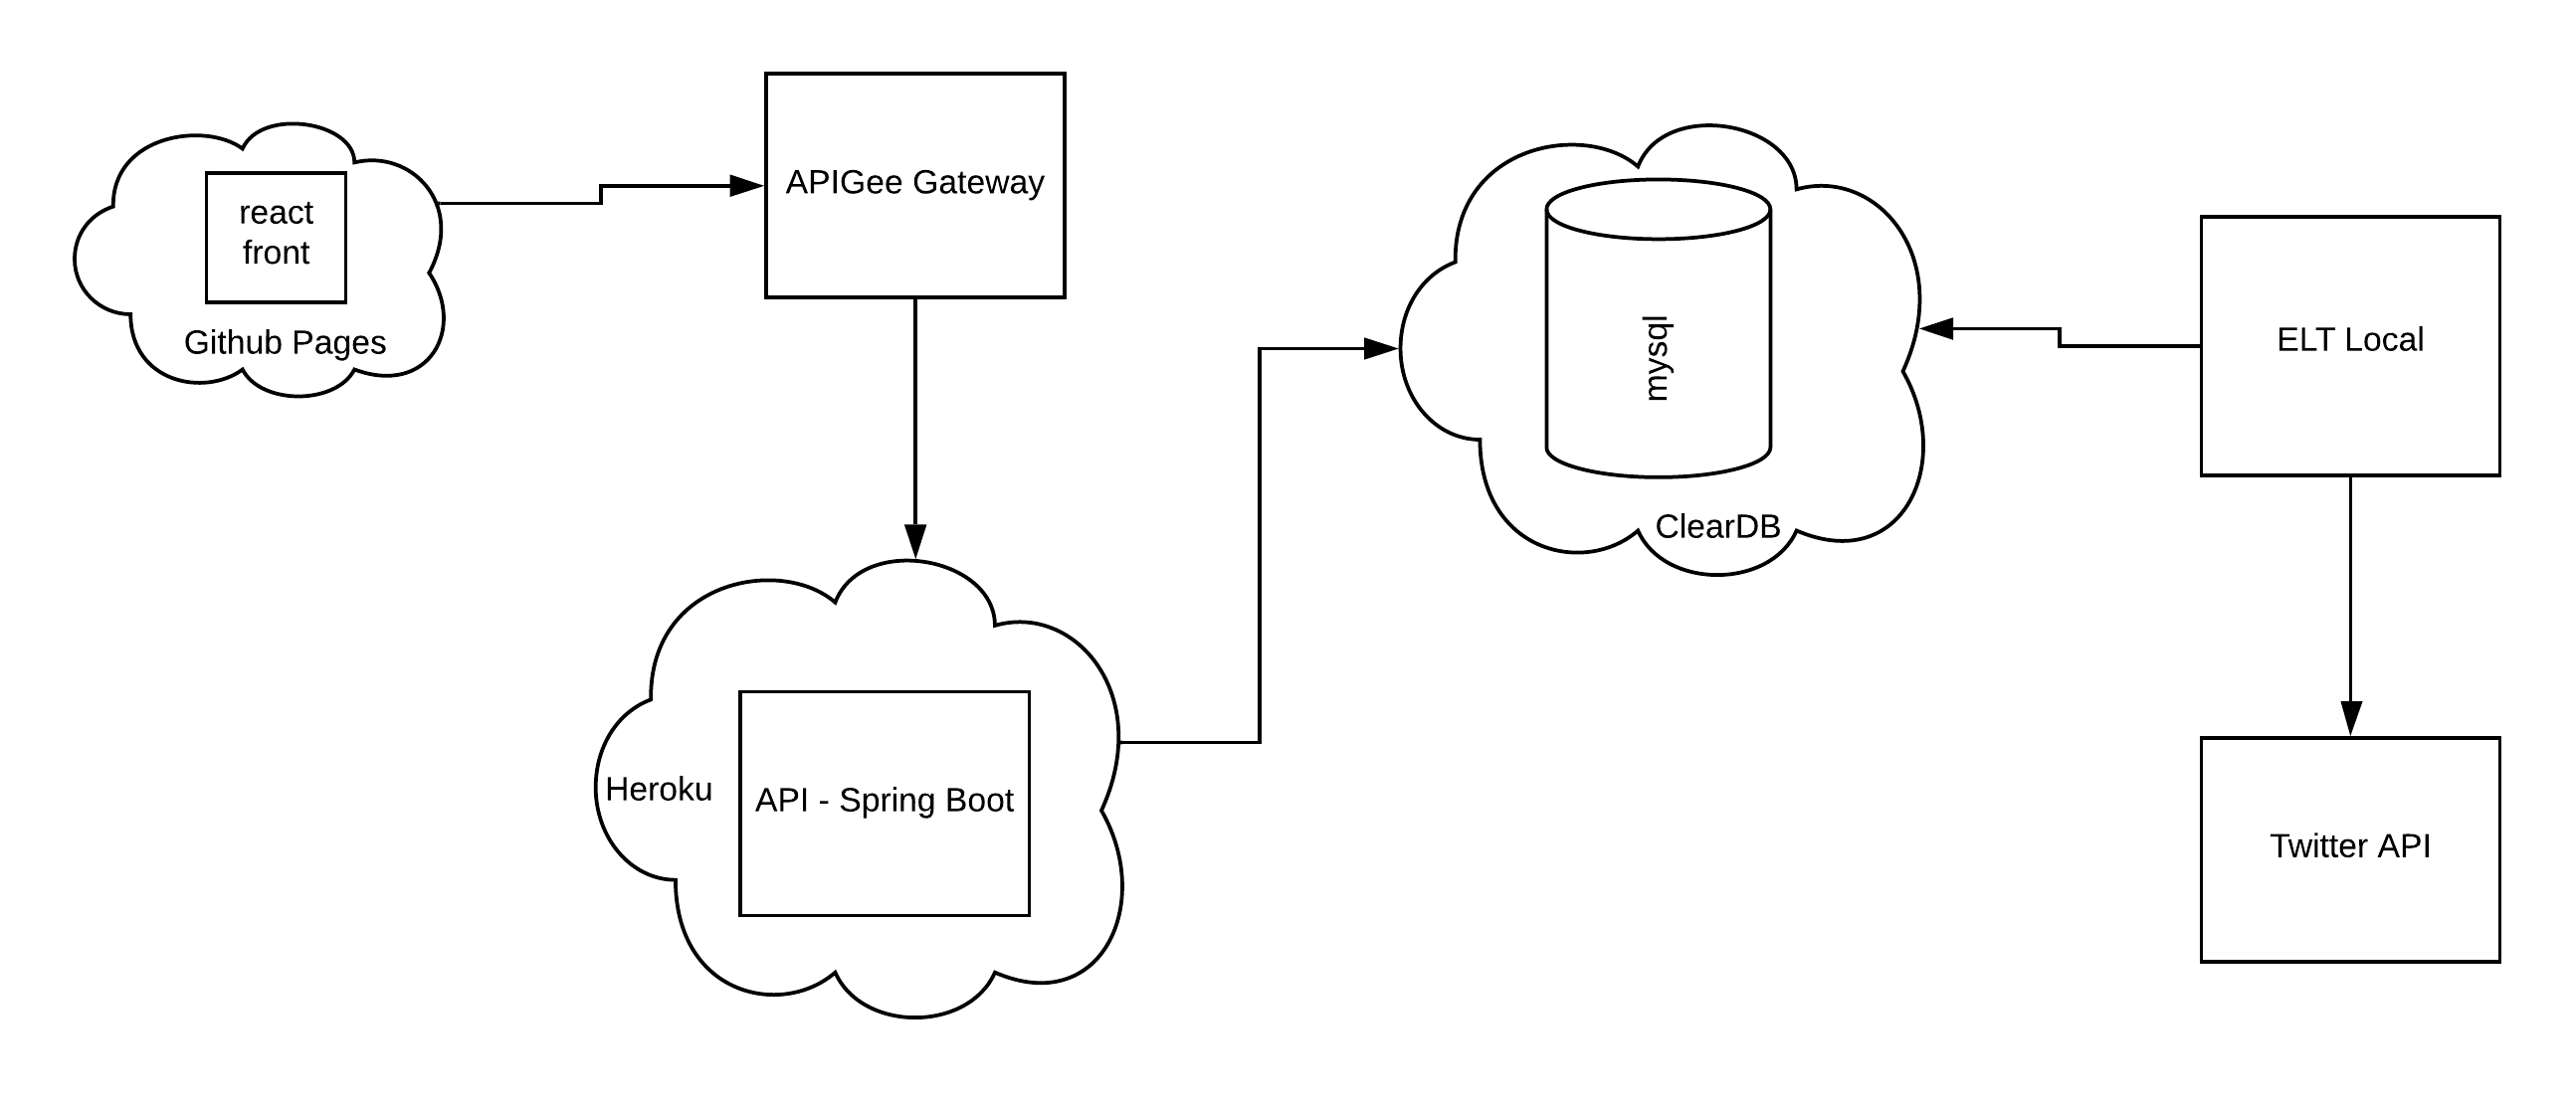 react
front
Github Pages
APIGee Gateway
Heroku
API - Spring Boot
mysql
ClearDB
ELT Local
Twitter API